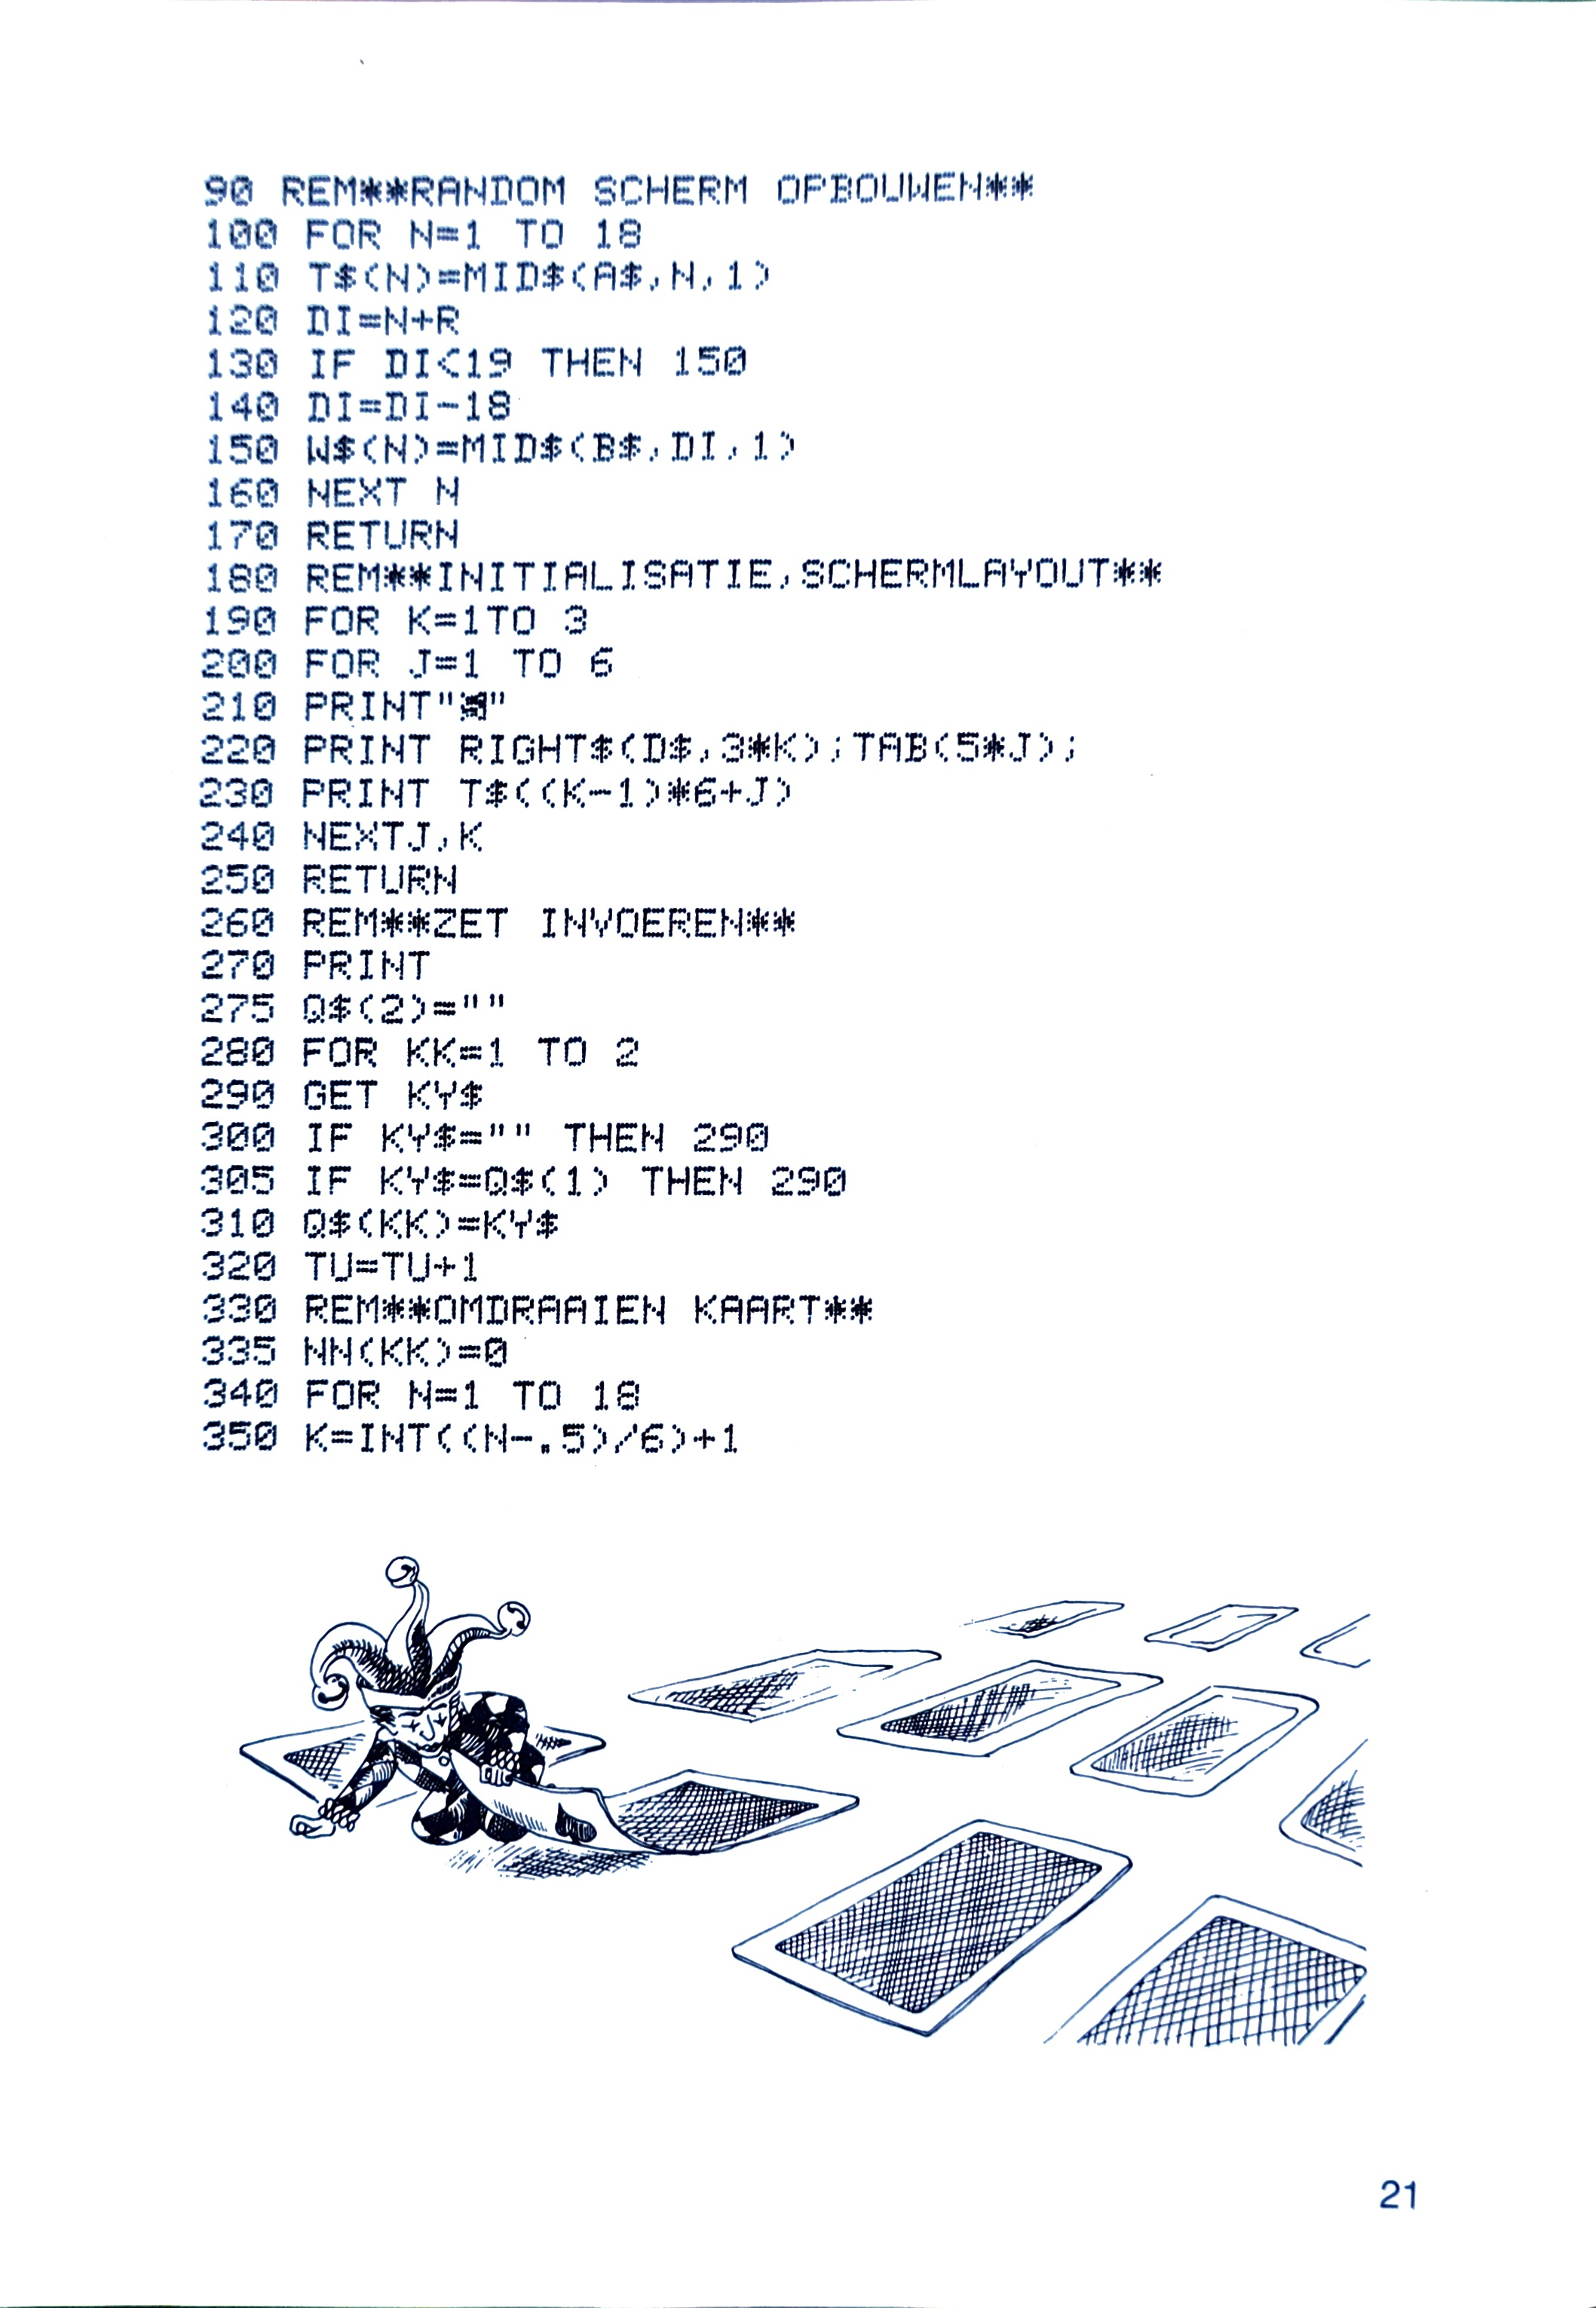 90 REM**RANDOM SCHERM OPBOUWEN**
100 FOR N=1 TO 18
110 T$(N)=MID$(A$,N,1)
120 DI=N+R
130 IF DI<19 THEN 150
140 DI=DI-18
150 W$(N)=MID$(B$,DI,1)
160 NEXT N
170 RETURN
180 REM**INITIALISATIE,SCHERMLAYOUT**
190 FOR K=1TO 3
200 FOR J=1 TO 6
210 PRINT""
220 PRINT RIGHT$(D$,3*K);TAB(5*J);
230 PRINT T$((K-1)*6+J)
240 NEXTJ,K
250 RETURN
260 REM**ZET INVOEREN**
270 PRINT
275 Q$(2)=""
280 FOR KK=1 TO 2
290 GET KY$
300 IF KY$="" THEN 290
305 IF KY$=Q$(1) THEN 290
310 Q$(KK)=KY$
320 TU=TU+1
330 REM**OMDRAAIEN KAART**
335 NN(KK)=0
340 FOR N=1 TO 18
350 K=INT((N-.5)/6)+1
21